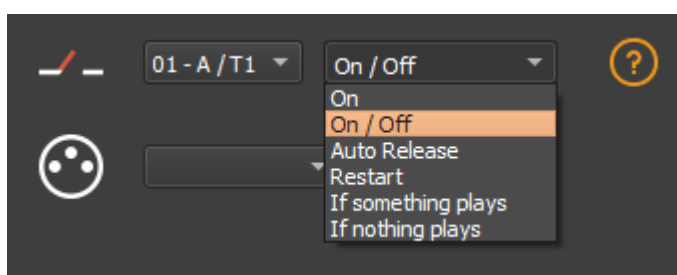 01 - A / T1 On / Off ?
On
On / Off
Auto Release
Restart
If something plays
If nothing plays